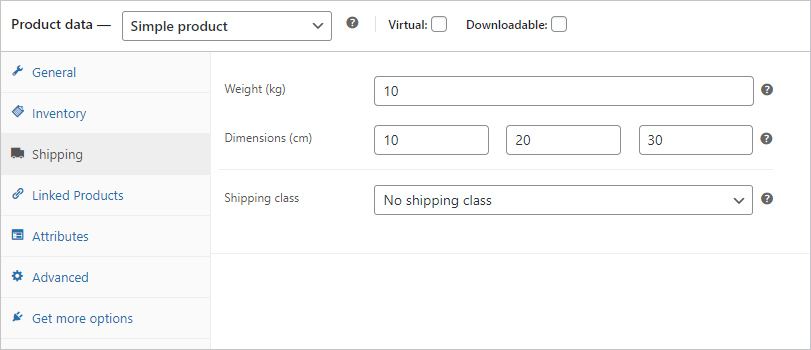 Product data — Simple product Virtual: Downloadable:
General
Inventory
Shipping
Linked Products
Attributes
Advanced
Get more options
Weight (kg) 10
Dimensions (cm) 10 20 30
Shipping class No shipping class